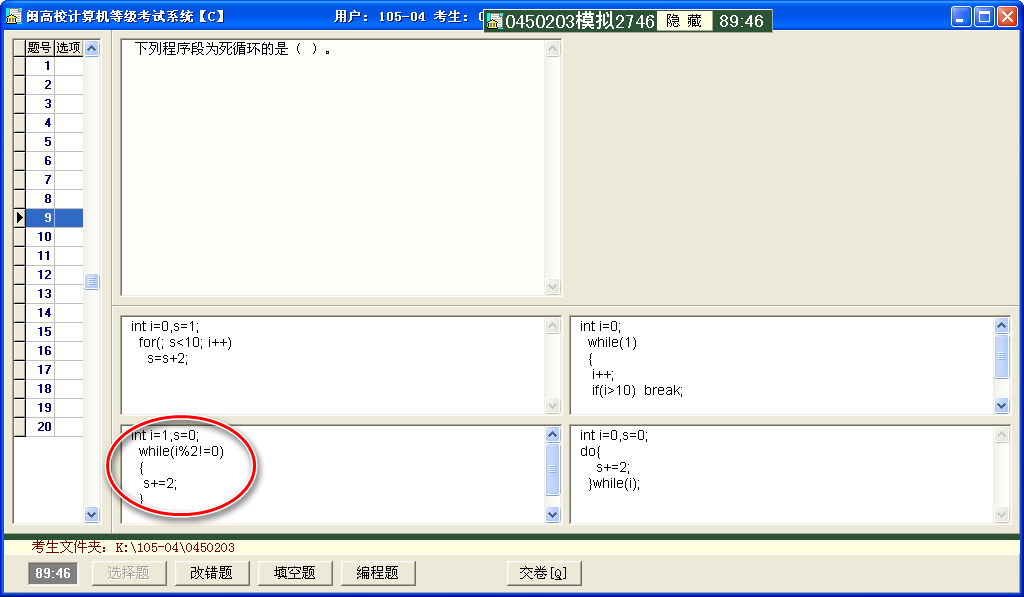 闽高校计算机等级考试系统【C】
用户: 105-04 考生:
0450203模拟2746 隐 藏 89:46
题号 选项
1
2
3
4
5
6
7
8
9
10
11
12
13
14
15
16
17
18
19
20
下列程序段为死循环的是（ ）。
int i=0,s=1;
for(; s<10; i++)
s=s+2;
int i=0;
while(1)
{
i++;
if(i>10) break;
int i=1,s=0;
while(i%2!=0)
{
s+=2;
}
int i=0,s=0;
do{
s+=2;
}while(i);
考生文件夹: K:\105-04\0450203
89:46 选择题 改错题 填空题 编程题 交卷[Q]